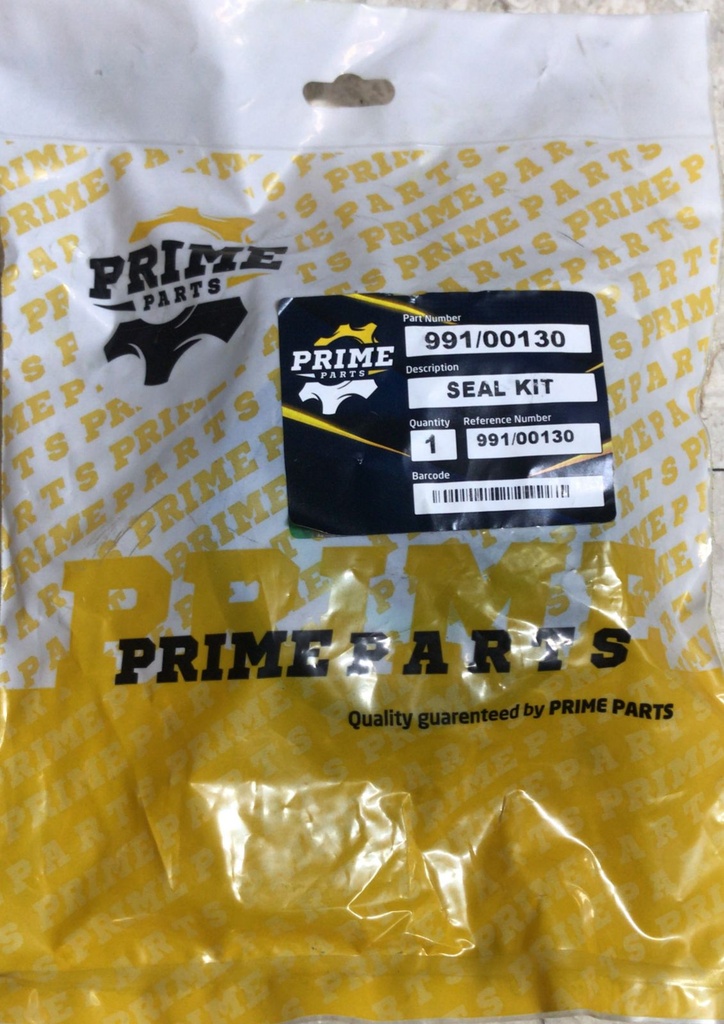 PRIME
PARTS
PRIME
PARTS
Part Number
991/00130
Description
SEAL KIT
Quantity
1
Reference Number
991/00130
Barcode
PRIME
PRIME PARTS
Quality guarenteed by PRIME PARTS